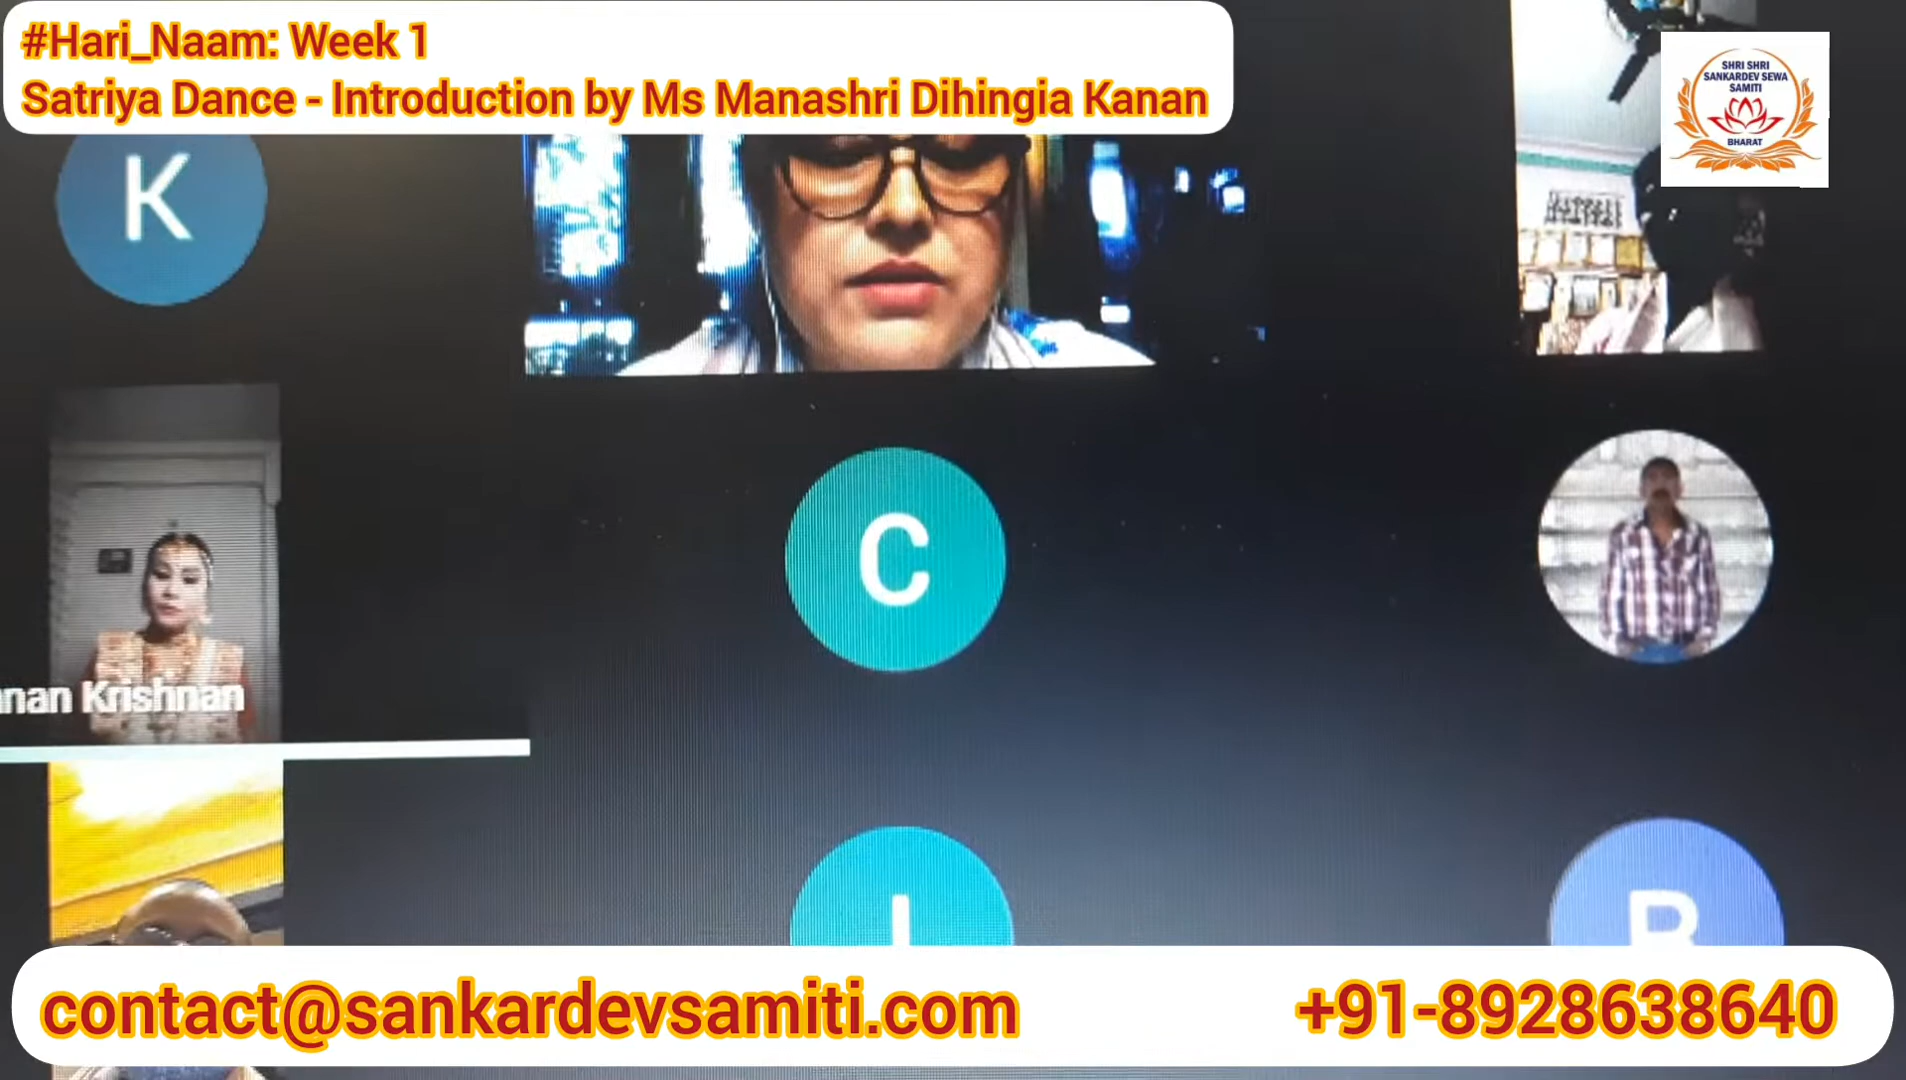 #Hari_Naam: Week 1
Satriya Dance - Introduction by Ms Manashri Dihingia Kanan
SHRI SHRI
SANKARDEV SEWA
SAMITI
BHARAT
K
C
Krishnan
contact@sankardevsamiti.com
+91-8928638640